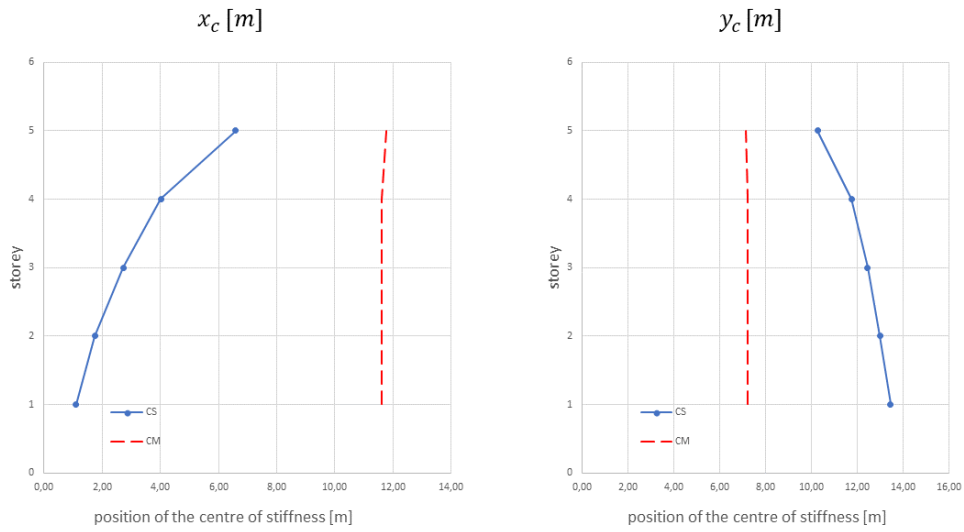 x_c [m]
6
5
4
3
2
1
0
storey
CS
CM
0,00 2,00 4,00 6,00 8,00 10,00 12,00 14,00
position of the centre of stiffness [m]
y_c [m]
6
5
4
3
2
1
0
storey
CS
CM
0,00 2,00 4,00 6,00 8,00 10,00 12,00 14,00 16,00
position of the centre of stiffness [m]